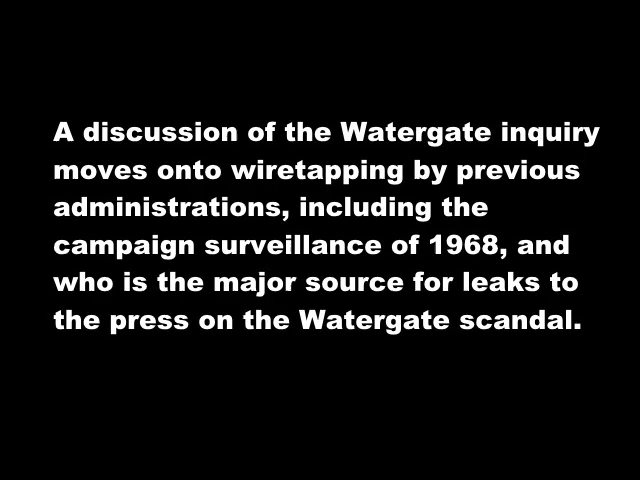 A discussion of the Watergate inquiry
moves onto wiretapping by previous
administrations, including the
campaign surveillance of 1968, and
who is the major source for leaks to
the press on the Watergate scandal.